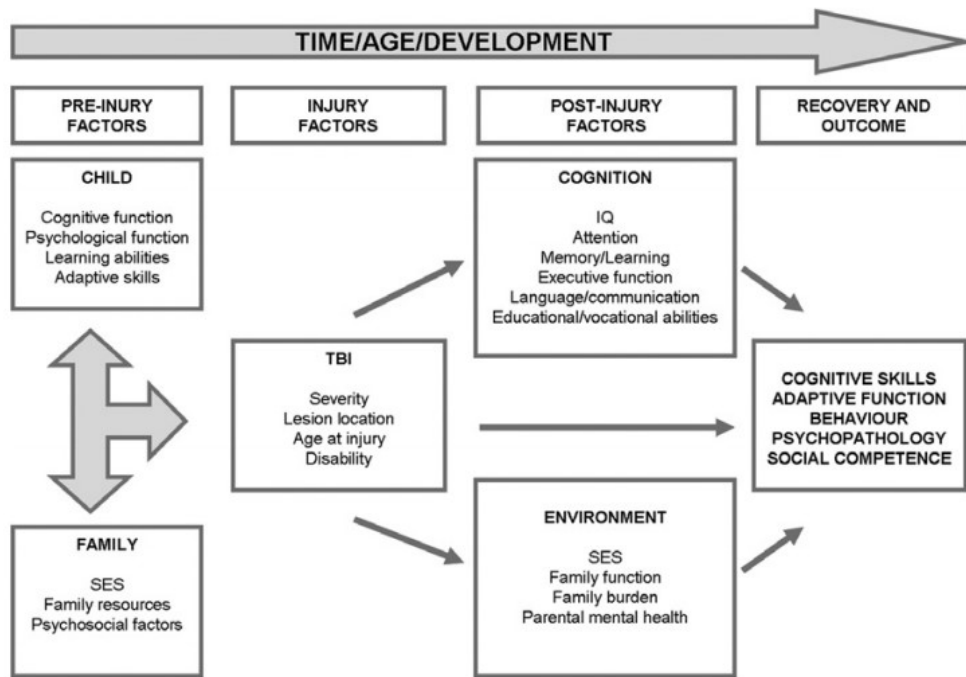 TIME/AGE/DEVELOPMENT
PRE-INURY
FACTORS
INJURY
FACTORS
POST-INJURY
FACTORS
RECOVERY AND
OUTCOME
CHILD
Cognitive function
Psychological function
Learning abilities
Adaptive skills
FAMILY
SES
Family resources
Psychosocial factors
TBI
Severity
Lesion location
Age at injury
Disability
COGNITION
IQ
Attention
Memory/Learning
Executive function
Language/communication
Educational/vocational abilities
ENVIRONMENT
SES
Family function
Family burden
Parental mental health
COGNITIVE SKILLS
ADAPTIVE FUNCTION
BEHAVIOUR
PSYCHOPATHOLOGY
SOCIAL COMPETENCE